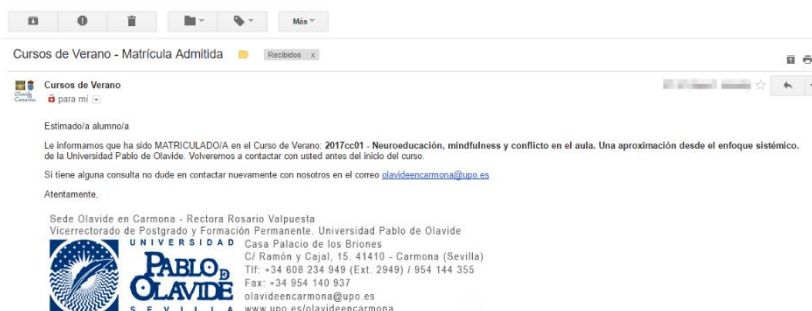 Más
Cursos de Verano - Matrícula Admitida Recibidos x
Cursos de Verano
para mí
Estimado/a alumno/a
Le informamos que ha sido MATRICULADO/A en el Curso de Verano: 2017cc01 - Neuroeducación, mindfulness y conflicto en el aula. Una aproximación desde el enfoque sistémico.
de la Universidad Pablo de Olavide. Volveremos a contactar con usted antes del inicio del curso.
Si tiene alguna consulta no dude en contactar nuevamente con nosotros en el correo olavideencarmona@upo.es
Atentamente,
Sede Olavide en Carmona - Rectora Rosario Valpuesta
Vicerrectorado de Postgrado y Formación Permanente. Universidad Pablo de Olavide
UNIVERSIDAD
PABLO DE
OLAVIDE
SEVILLA
Casa Palacio de los Briones
C/ Ramón y Cajal, 15. 41410 - Carmona (Sevilla)
Tlf: +34 608 234 949 (Ext. 2949) / 954 144 355
Fax: +34 954 140 937
olavideencarmona@upo.es
www.upo.es/olavideencarmona